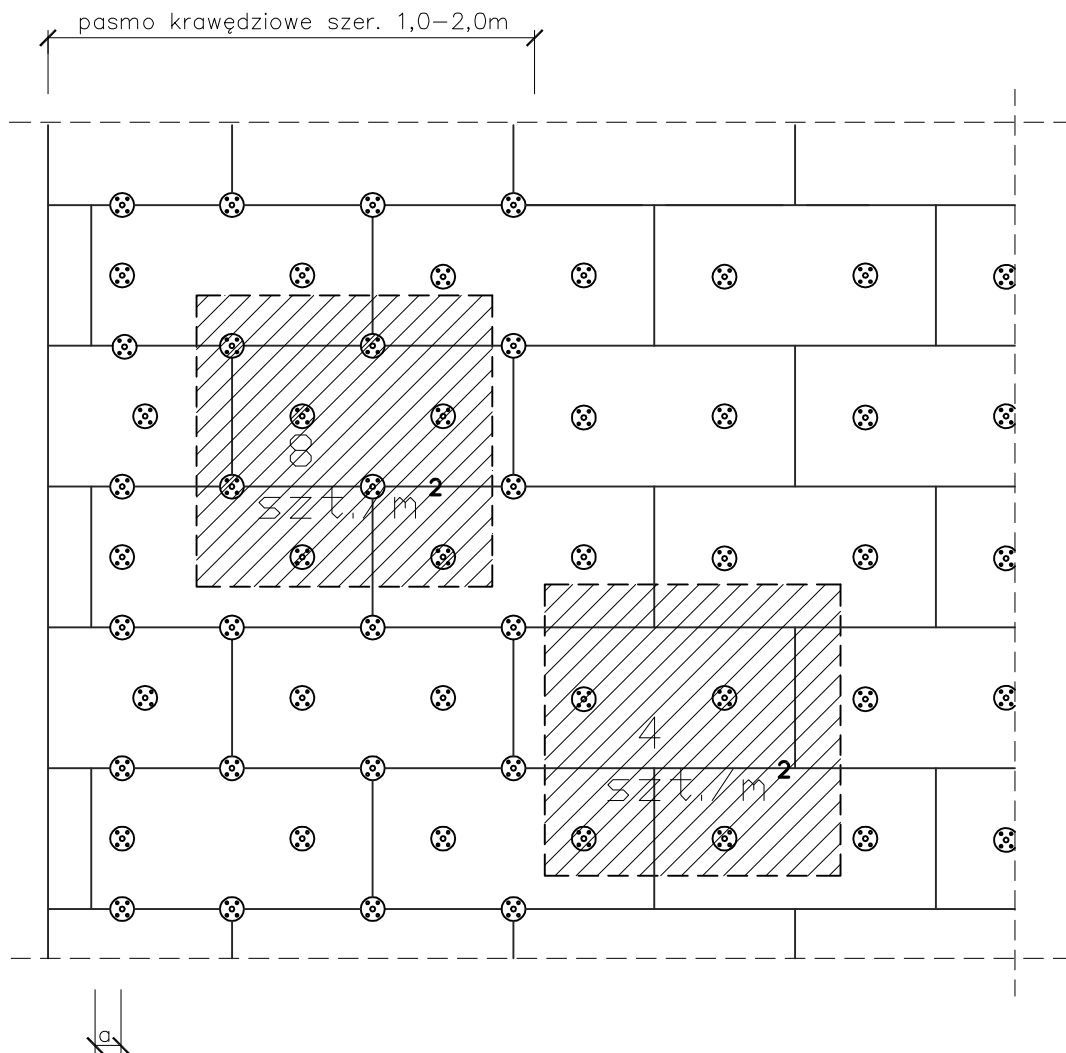 pasmo krawędziowe szer. 1,0-2,0m
8
szt./m²
4
szt./m²
a